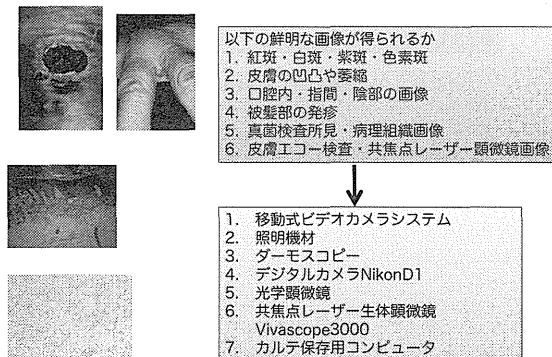 以下の鮮明な画像が得られるか
1. 紅斑・白斑・紫斑・色素斑
2. 皮膚の凹凸や萎縮
3. 口腔内・指間・陰部の画像
4. 被髪部の発疹
5. 真菌検査所見・病理組織画像
6. 皮膚エコー検査・共焦点レーザー顕微鏡画像
1. 移動式ビデオカメラシステム
2. 照明機材
3. ダーモスコピー
4. デジタルカメラNikonD1
5. 光学顕微鏡
6. 共焦点レーザー生体顕微鏡
Vivascope3000
7. カルテ保存用コンピュータ